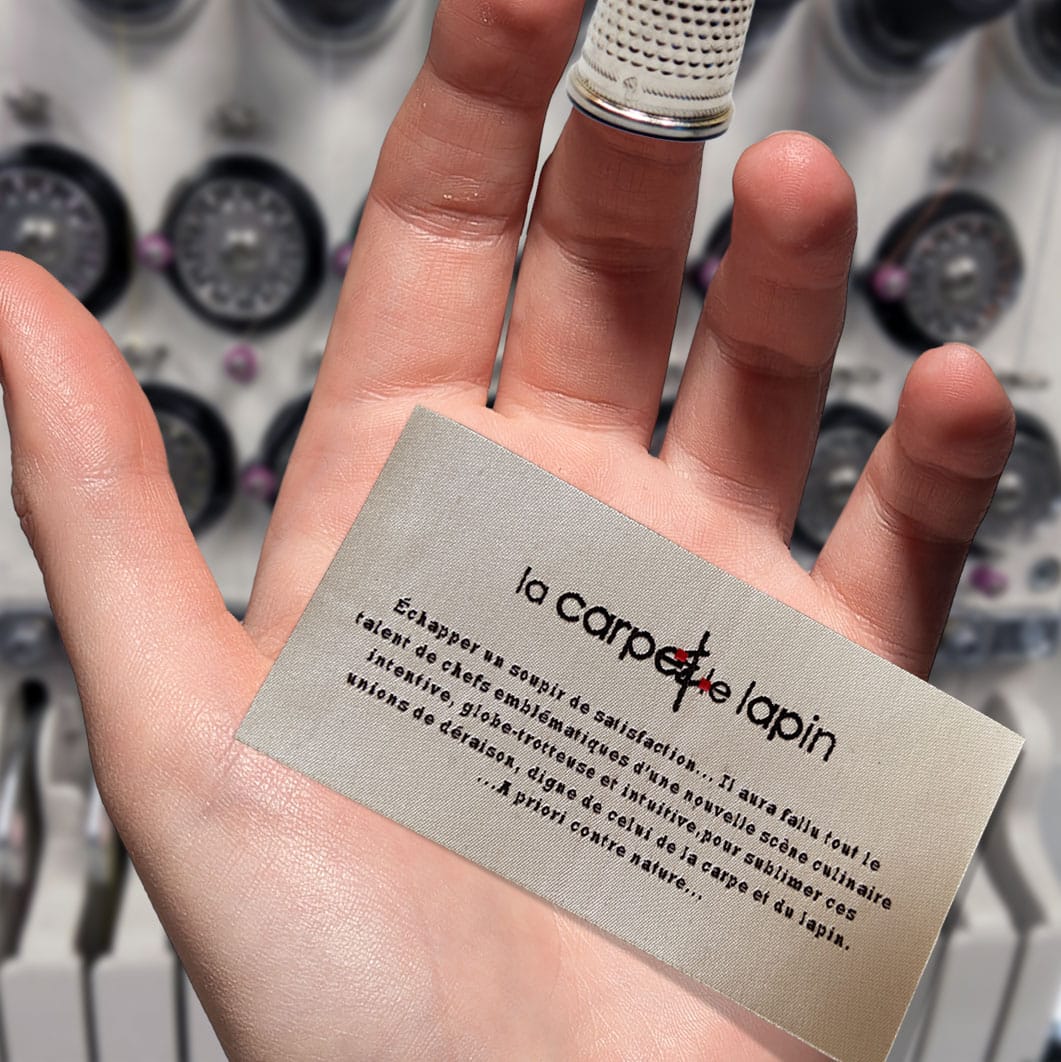 la carpe t le lapin
Échapper un soupir de satisfaction... Il aura fallu tout le
talent de chefs emblématiques d'une nouvelle scène culinaire
intentive, globe-trotteuse et intuitive,pour sublimer ces
unions de déraison, digne de celui de la carpe et du lapin.
...A priori contre nature...